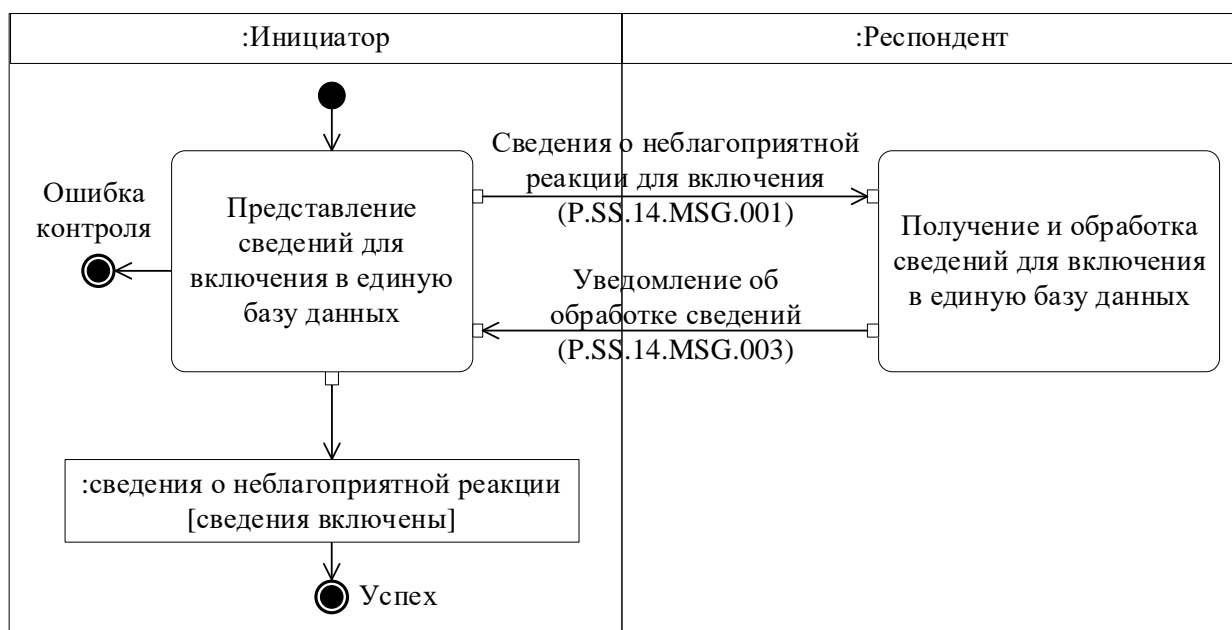 :Инициатор
:Респондент
Сведения о неблагоприятной
реакции для включения
(P.SS.14.MSG.001)
Ошибка
контроля
Представление
сведений для
включения в единую
базу данных
Получение и обработка
сведений для включения
в единую базу данных
Уведомление об
обработке сведений
(P.SS.14.MSG.003)
:сведения о неблагоприятной реакции
[сведения включены]
Успех